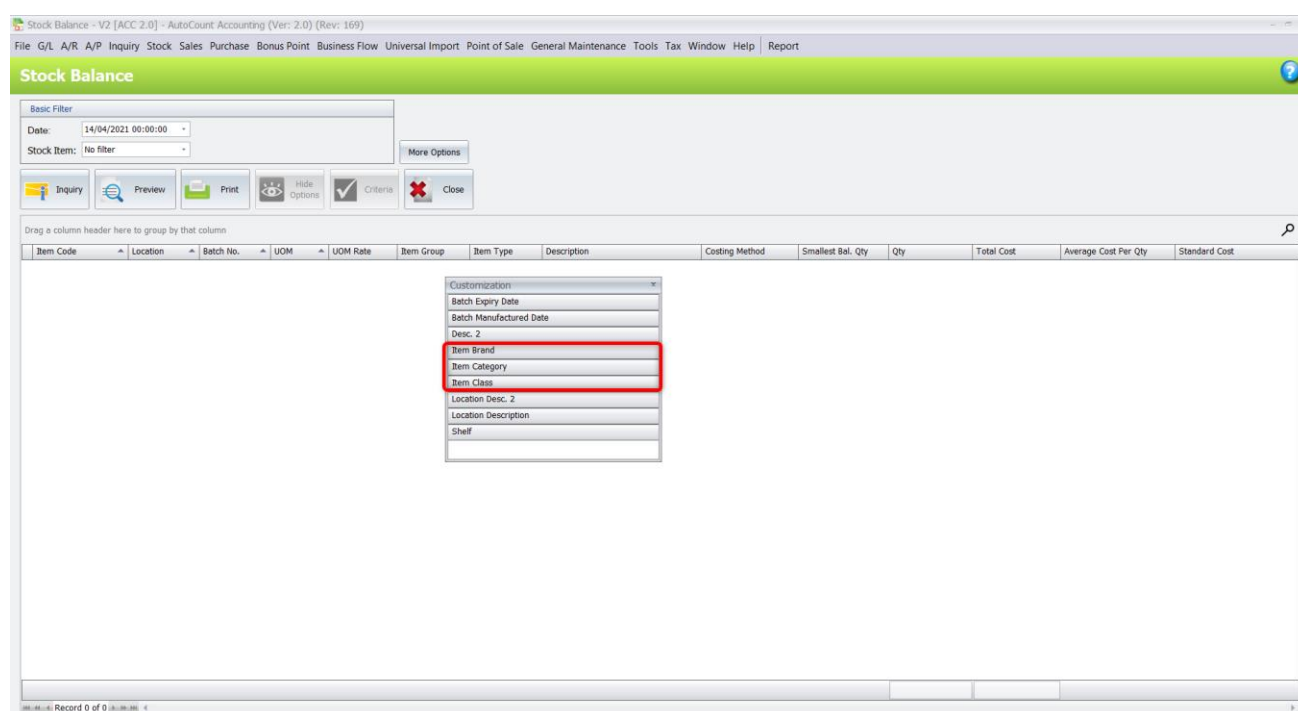 Stock Balance - V2 [ACC 2.0] - AutoCount Accounting (Ver: 2.0) (Rev: 169)
File G/L A/R A/P Inquiry Stock Sales Purchase Bonus Point Business Flow Universal Import Point of Sale General Maintenance Tools Tax Window Help Report
Stock Balance
Basic Filter
Date: 14/04/2021 00:00:00
Stock Item: No filter
More Options
Inquiry Preview Print Hide Options Criteria Close
Drag a column header here to group by that column
Item Code Location Batch No. UOM UOM Rate Item Group Item Type Description Costing Method Smallest Bal. Qty Qty Total Cost Average Cost Per Qty Standard Cost
Customization
Batch Expiry Date
Batch Manufactured Date
Desc. 2
Item Brand
Item Category
Item Class
Location Desc. 2
Location Description
Shelf
Record 0 of 0